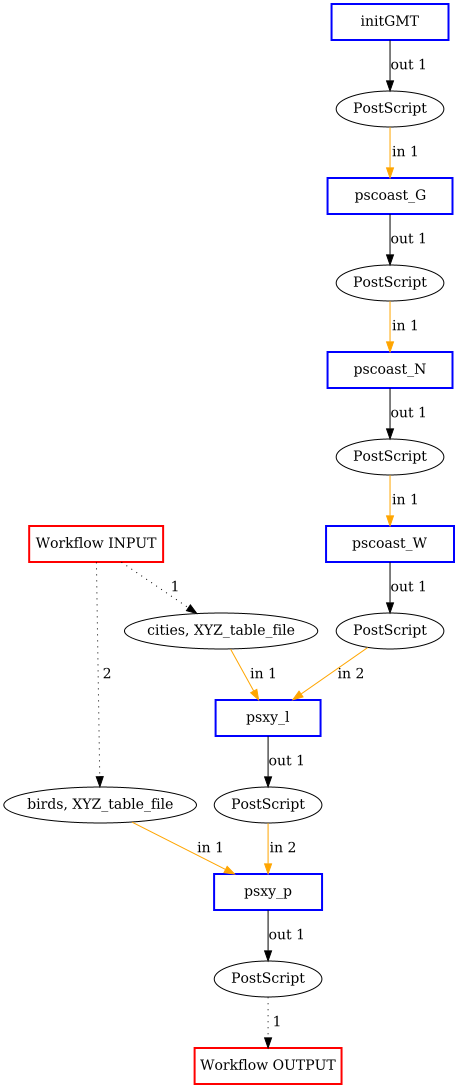 initGMT
out 1
PostScript
in 1
pscoast_G
out 1
PostScript
in 1
pscoast_N
out 1
PostScript
in 1
Workflow INPUT
pscoast_W
1
out 1
cities, XYZ_table_file
PostScript
2
in 1
in 2
psxy_l
out 1
birds, XYZ_table_file
PostScript
in 1
in 2
psxy_p
out 1
PostScript
1
Workflow OUTPUT